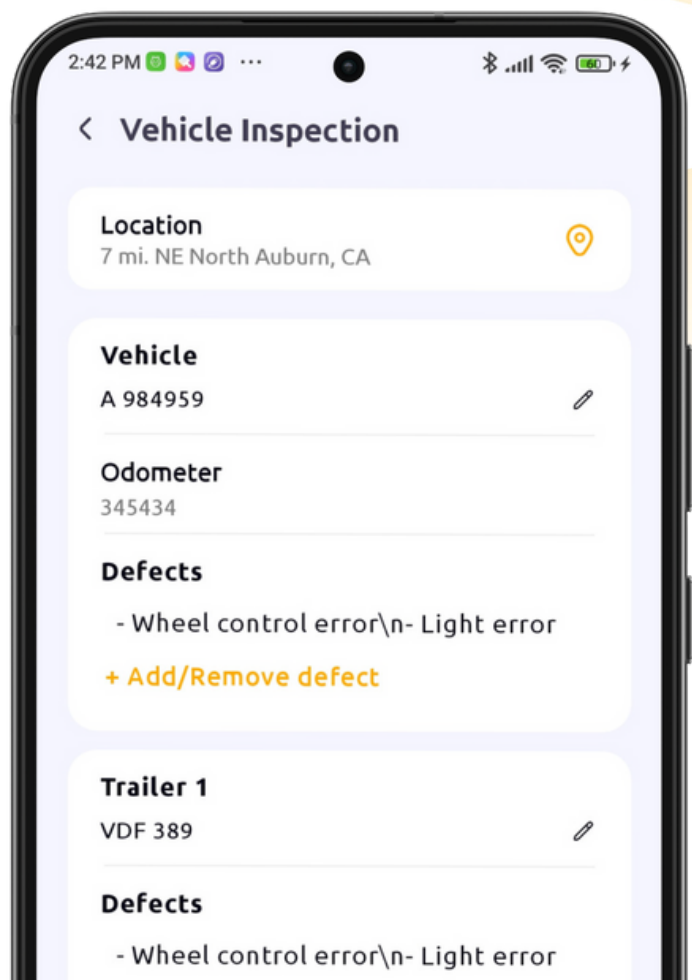 2:42 PM
60
Vehicle Inspection
Location
7 mi. NE North Auburn, CA
Vehicle
A 984959
Odometer
345434
Defects
- Wheel control error\n- Light error
+ Add/Remove defect
Trailer 1
VDF 389
Defects
- Wheel control error\n- Light error